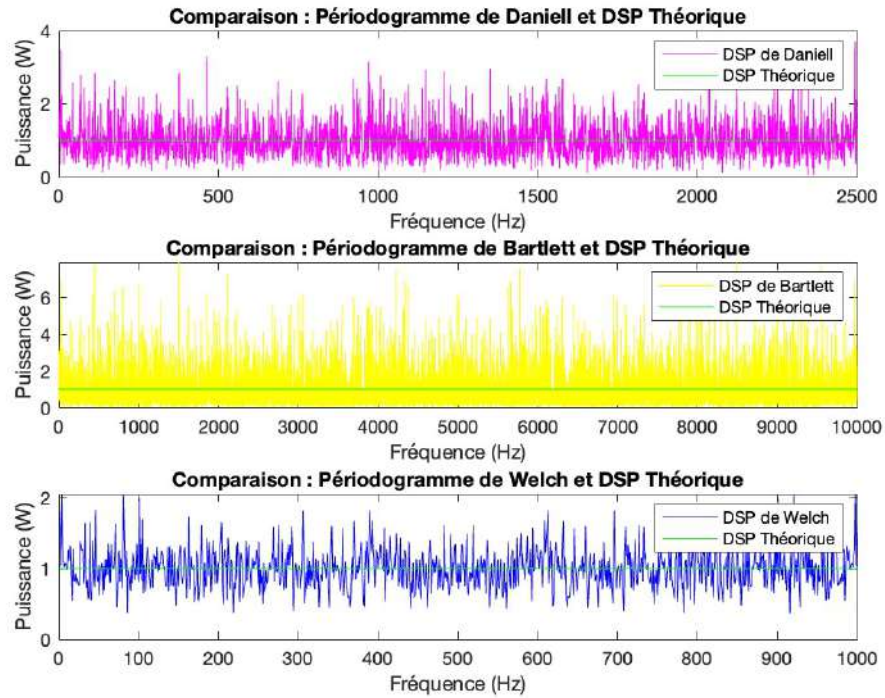 Comparaison : Périodogramme de Daniell et DSP Théorique
Puissance (W)
4
2
0
DSP de Daniell
DSP Théorique
0 500 1000 1500 2000 2500
Fréquence (Hz)
Comparaison : Périodogramme de Bartlett et DSP Théorique
Puissance (W)
6
4
2
0
DSP de Bartlett
DSP Théorique
0 1000 2000 3000 4000 5000 6000 7000 8000 9000 10000
Fréquence (Hz)
Comparaison : Périodogramme de Welch et DSP Théorique
Puissance (W)
2
1
0
DSP de Welch
DSP Théorique
0 100 200 300 400 500 600 700 800 900 1000
Fréquence (Hz)